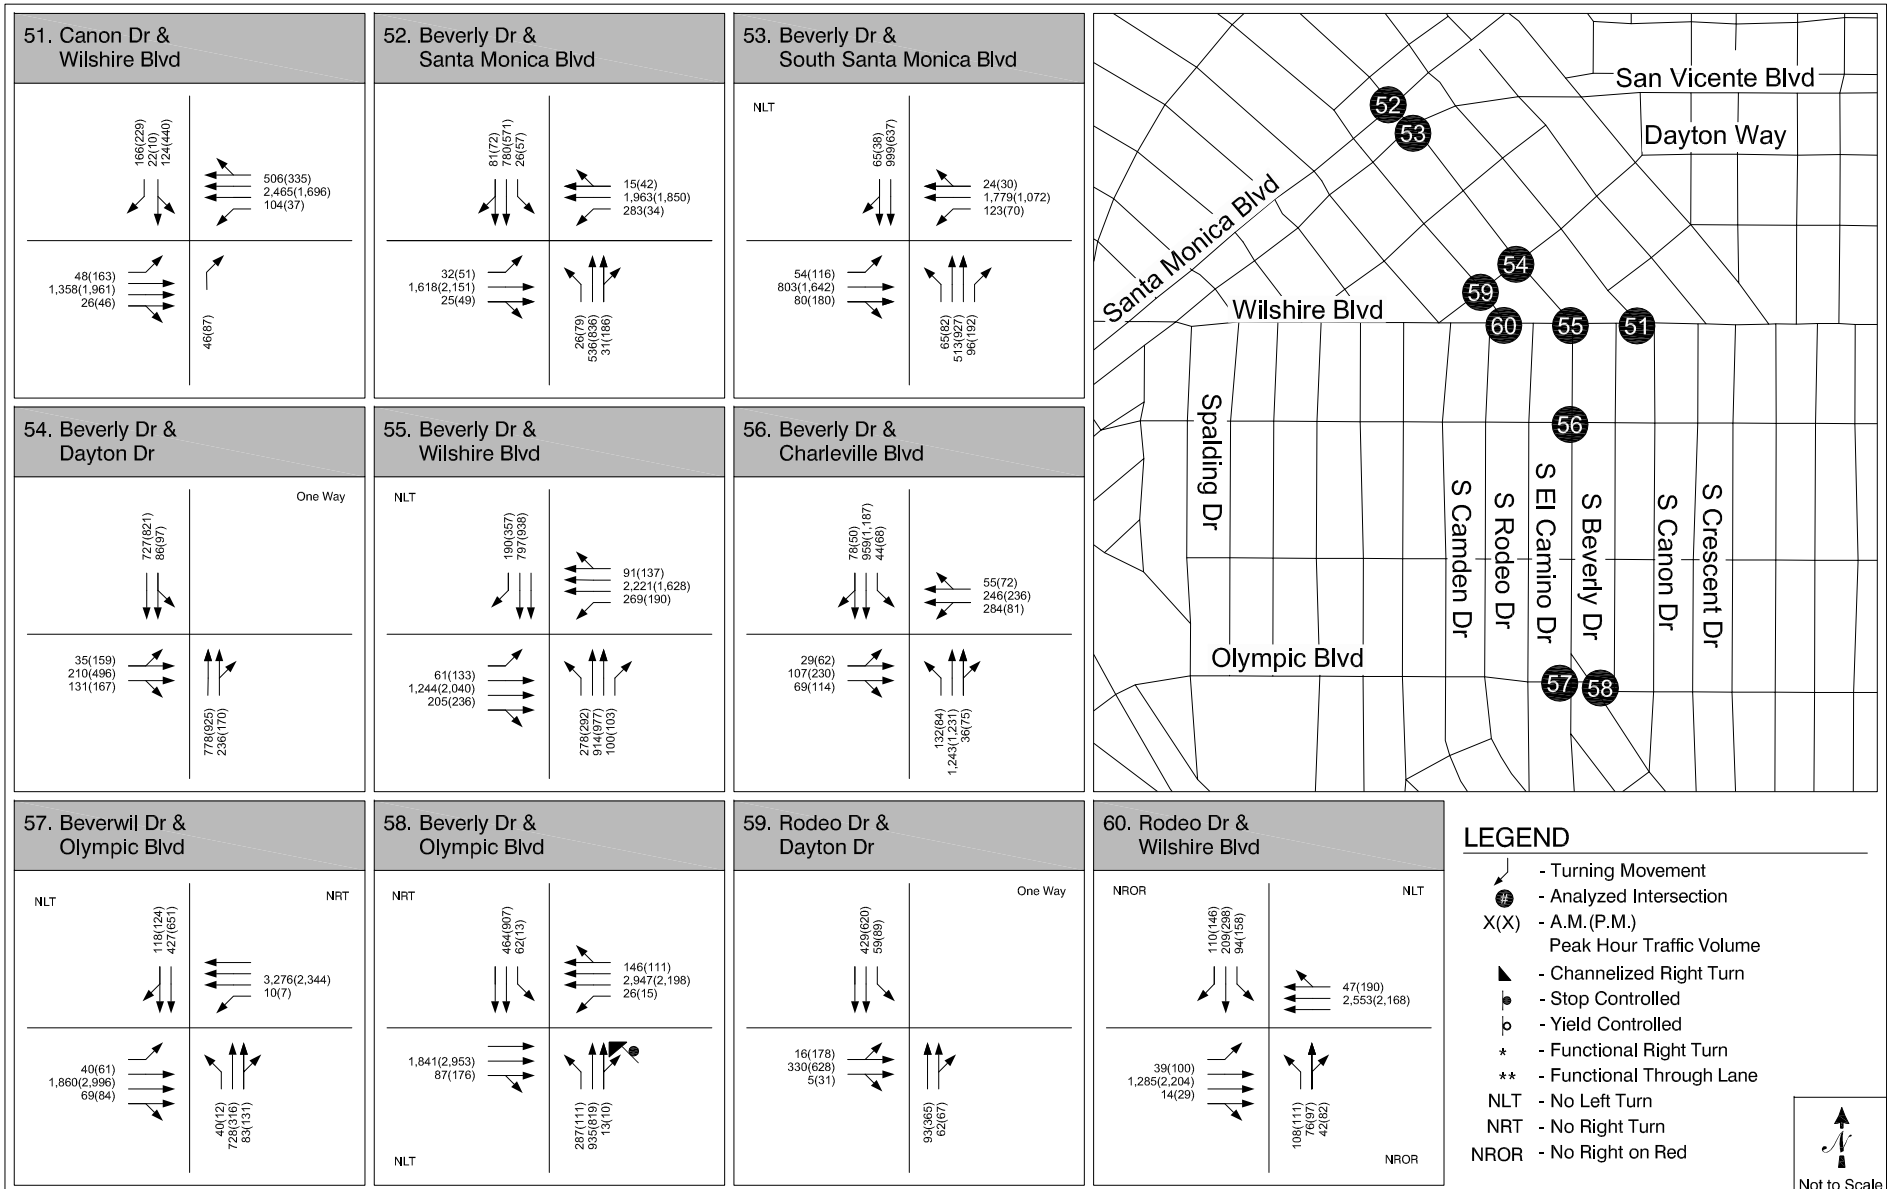 51. Canon Dr &
Wilshire Blvd
166(229)
22(10)
124(440)
506(335)
2,465(1,696)
104(37)
48(163)
1,358(1,961)
26(46)
46(87)
52. Beverly Dr &
Santa Monica Blvd
81(72)
780(571)
26(57)
15(42)
1,963(1,850)
283(34)
32(51)
1,618(2,151)
25(49)
26(79)
536(836)
31(186)
53. Beverly Dr &
South Santa Monica Blvd
NLT
65(38)
999(637)
24(30)
1,779(1,072)
123(70)
54(116)
803(1,642)
80(180)
65(82)
513(927)
96(192)
54. Beverly Dr &
Dayton Dr
One Way
727(821)
86(97)
35(159)
210(496)
131(167)
778(925)
236(170)
55. Beverly Dr &
Wilshire Blvd
NLT
190(357)
797(938)
91(137)
2,221(1,628)
269(190)
61(133)
1,244(2,040)
205(236)
278(292)
914(977)
100(103)
56. Beverly Dr &
Charleville Blvd
78(50)
959(1,187)
44(68)
55(72)
246(236)
284(81)
29(62)
107(230)
69(114)
132(84)
1,243(1,231)
36(75)
57. Beverwil Dr &
Olympic Blvd
NLT
NRT
118(124)
427(651)
3,276(2,344)
10(7)
40(61)
1,860(2,996)
69(84)
40(12)
728(316)
83(131)
58. Beverly Dr &
Olympic Blvd
NRT
464(907)
62(13)
146(111)
2,947(2,198)
26(15)
1,841(2,953)
87(176)
287(111)
935(819)
13(10)
NLT
59. Rodeo Dr &
Dayton Dr
One Way
429(620)
59(89)
16(178)
330(628)
5(31)
93(365)
62(67)
60. Rodeo Dr &
Wilshire Blvd
NROR
NLT
110(146)
209(298)
94(158)
47(190)
2,553(2,168)
39(100)
1,285(2,204)
14(29)
108(111)
76(97)
42(82)
NROR
San Vicente Blvd
Dayton Way
Santa Monica Blvd
Wilshire Blvd
52
53
54
59
60
55
51
56
57
58
Spalding Dr
S Camden Dr
S Rodeo Dr
S El Camino Dr
S Beverly Dr
S Canon Dr
S Crescent Dr
Olympic Blvd
LEGEND
- Turning Movement
# - Analyzed Intersection
X(X) - A.M.(P.M.)
Peak Hour Traffic Volume
- Channelized Right Turn
- Stop Controlled
- Yield Controlled
* - Functional Right Turn
** - Functional Through Lane
NLT - No Left Turn
NRT - No Right Turn
NROR - No Right on Red
N
Not to Scale